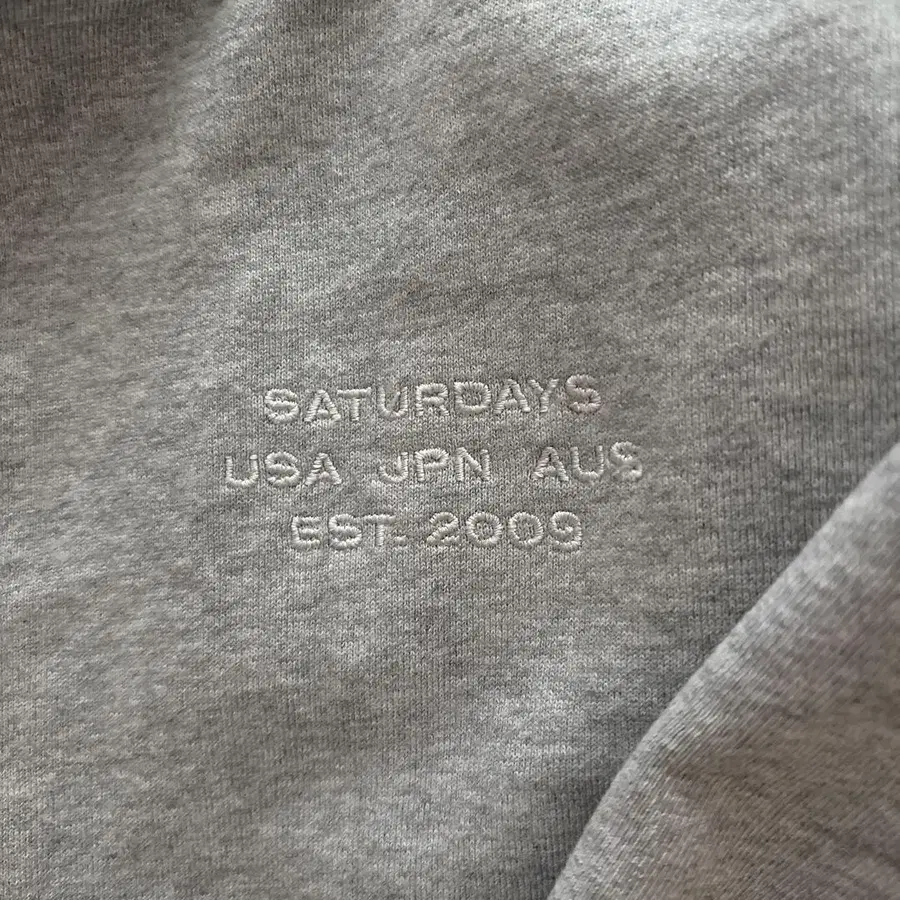 SATURDAYS
USA JPN AUS
EST. 2009